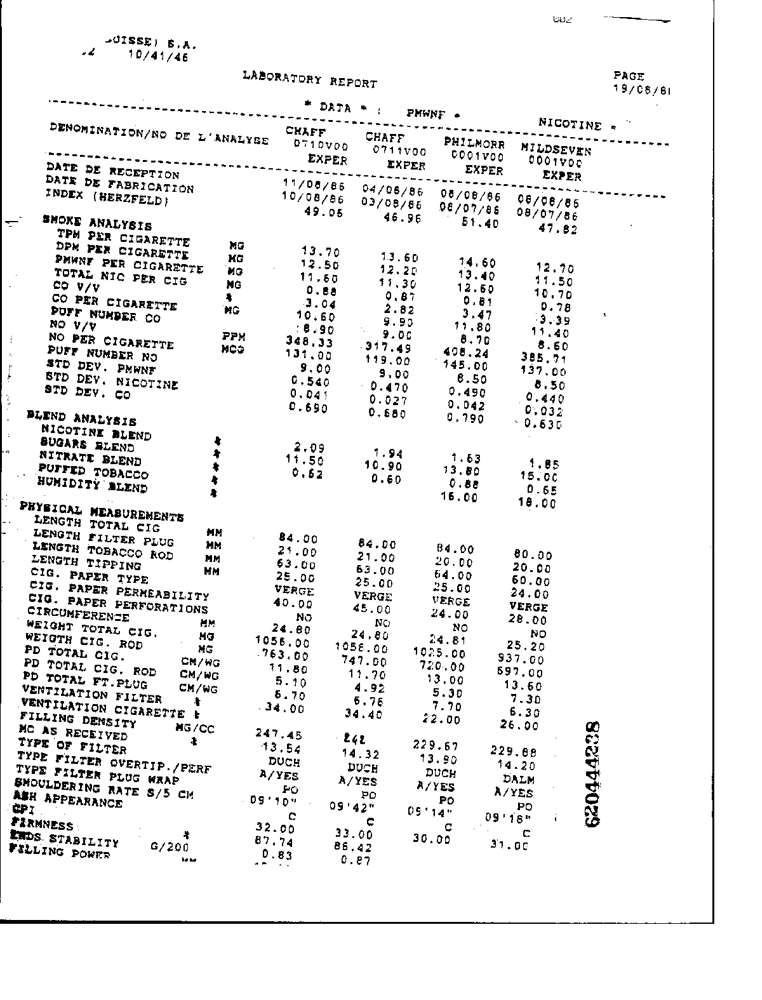 002
S.A.
10/41/46
LABORATORY REPORT PAGE
19/08/8
* DATA * : PMWNF = NICOTINE =
DENOMINATION/NO DE L'ANALYSE CHAFF CHAFF PHILMORR MILDSEVEN
0710V00 0711V00 0001V00 0001V00
EXPER EXPER EXPER EXPER
DATE DE RECEPTION 11/08/86 04/08/86 08/08/86 08/08/86
DATE DE FABRICATION 10/08/86 03/08/86 08/07/86 08/07/86
INDEX (HERZFELD) 49.05 46.96 51.40 47.82
SMOKE ANALYSIS
TPM PER CIGARETTE MG 13.70 13.60 14.60 12.70
DPM PER CIGARETTE MG 12.50 12.20 13.40 11.50
PMWNF PER CIGARETTE MG 11.60 11.30 12.60 10.70
TOTAL NIC PER CIG MG 0.88 0.87 0.81 0.78
CO V/V % 3.04 2.82 3.47 3.39
CO PER CIGARETTE MG 10.60 9.90 11.80 11.40
PUFF NUMBER CO 8.90 9.00 8.70 8.60
NO V/V PPM 348.33 317.49 408.24 385.71
NO PER CIGARETTE MCG 131.00 119.00 145.00 137.00
PUFF NUMBER NO 9.00 9.00 8.50 8.50
STD DEV. PMWNF 0.540 0.470 0.490 0.440
STD DEV. NICOTINE 0.041 0.027 0.042 0.032
STD DEV. CO 0.690 0.680 0.790 0.630
BLEND ANALYSIS
NICOTINE BLEND % 2.09 1.94 1.63 1.85
SUGARS BLEND % 11.50 10.90 13.80 15.00
NITRATE BLEND % 0.62 0.60 0.88 0.65
PUFFED TOBACCO % 16.00 18.00
HUMIDITY BLEND %
PHYSICAL MEASUREMENTS
LENGTH TOTAL CIG MM 84.00 84.00 84.00 80.00
LENGTH FILTER PLUG MM 21.00 21.00 20.00 20.00
LENGTH TOBACCO ROD MM 63.00 63.00 64.00 60.00
LENGTH TIPPING MM 25.00 25.00 25.00 24.00
CIG. PAPER TYPE VERGE VERGE VERGE VERGE
CIG. PAPER PERMEABILITY 40.00 45.00 24.00 28.00
CIG. PAPER PERFORATIONS NO NO NO NO
CIRCUMFERENCE MM 24.80 24.80 24.81 25.20
WEIGHT TOTAL CIG. MG 1056.00 1056.00 1025.00 937.00
WEIGTH CIG. ROD MG 763.00 747.00 720.00 697.00
PD TOTAL CIG. CM/WG 11.80 11.70 13.00 13.60
PD TOTAL CIG. ROD CM/WG 5.10 4.92 5.30 7.30
PD TOTAL FT.PLUG CM/WG 6.70 6.78 7.70 6.30
VENTILATION FILTER % 34.00 34.40 22.00 26.00
VENTILATION CIGARETTE %
FILLING DENSITY MG/CC 247.45 242 229.67 229.88
MC AS RECEIVED % 13.54 14.32 13.90 14.20
TYPE OF FILTER DUCH DUCH DUCH DALM
TYPE FILTER OVERTIP./PERF A/YES A/YES A/YES A/YES
TYPE FILTER PLUG WRAP PO PO PO PO
SMOULDERING RATE S/5 CM 09'10" 09'42" 09'14" 09'18"
ASH APPEARANCE C C C C
CPI 32.00 33.00 30.00 31.00
FIRMNESS % 87.74 86.42
ENDS STABILITY G/200 0.83 0.87
FILLING POWER
620444238